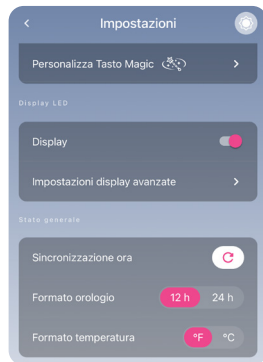 Impostazioni
Personalizza Tasto Magic
Display LED
Display
Impostazioni display avanzate
Stato generale
Sincronizzazione ora
Formato orologio 12 h 24 h
Formato temperatura °F °C